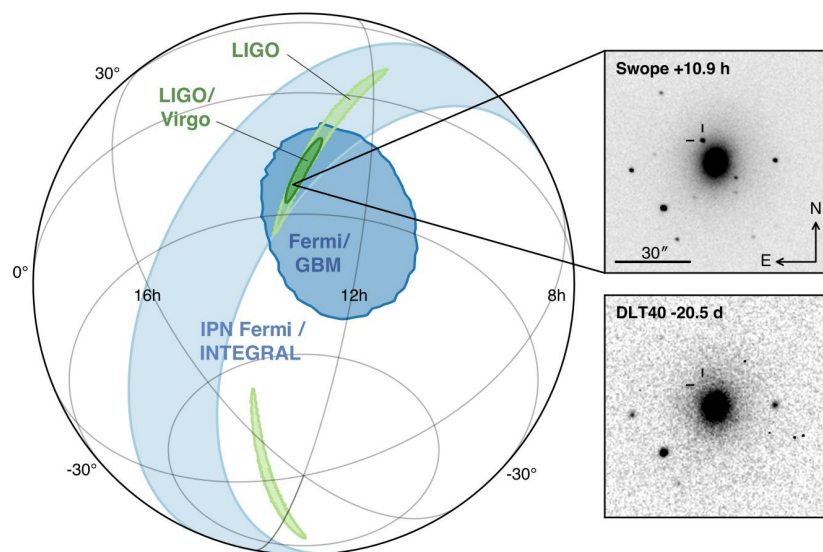 LIGO
30°
LIGO/
Virgo
Fermi/
GBM
0°
16h
12h
8h
IPN Fermi /
INTEGRAL
-30°
-30°
Swope +10.9 h
N
30″
E
DLT40 -20.5 d